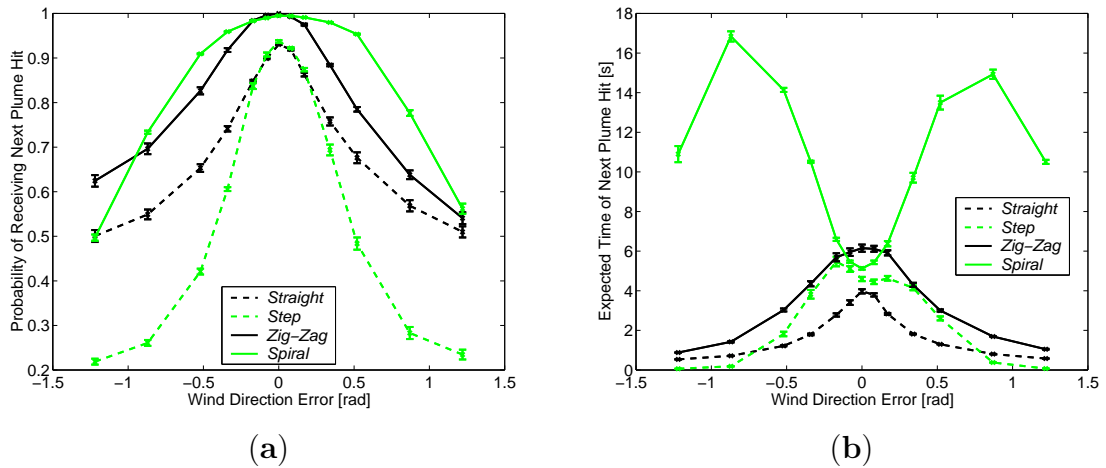 1
0.9
0.8
0.7
0.6
0.5
0.4
0.3
0.2
Probability of Receiving Next Plume Hit
Straight
Step
Zig−Zag
Spiral
−1.5 −1 −0.5 0 0.5 1 1.5
Wind Direction Error [rad]
(a)
18
16
14
12
10
8
6
4
2
0
Expected Time of Next Plume Hit [s]
Straight
Step
Zig−Zag
Spiral
−1.5 −1 −0.5 0 0.5 1 1.5
Wind Direction Error [rad]
(b)